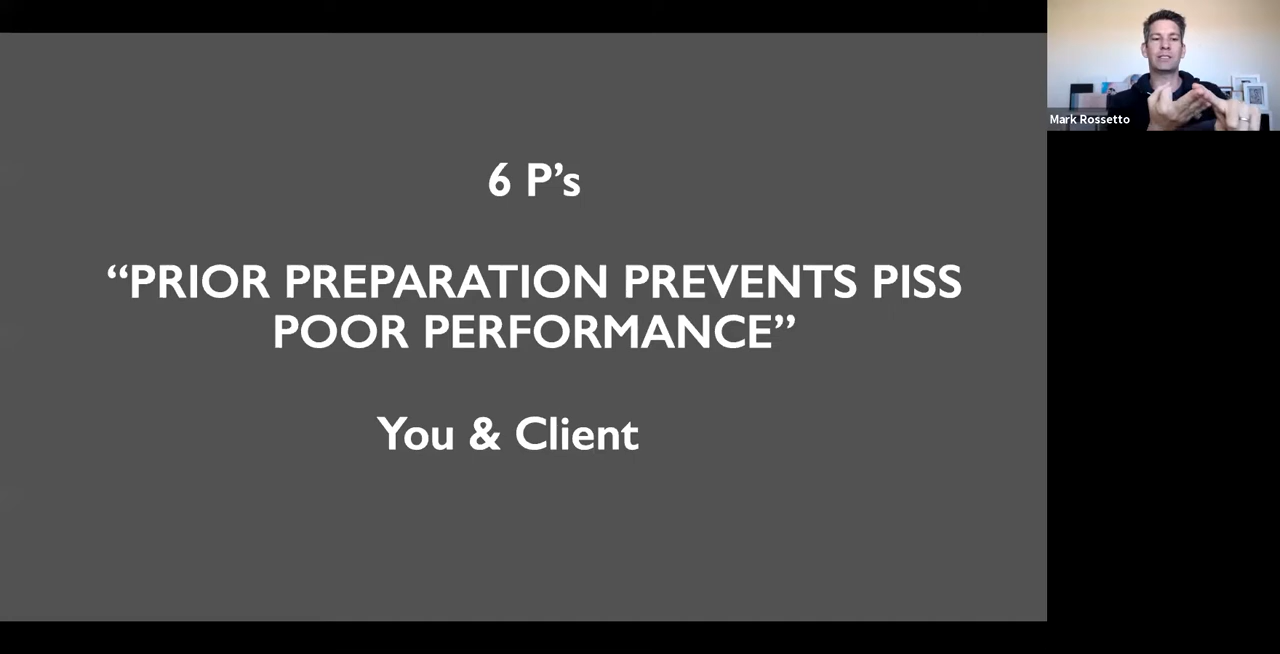 6 P’s
“PRIOR PREPARATION PREVENTS PISS
POOR PERFORMANCE”
You & Client
Mark Rossetto